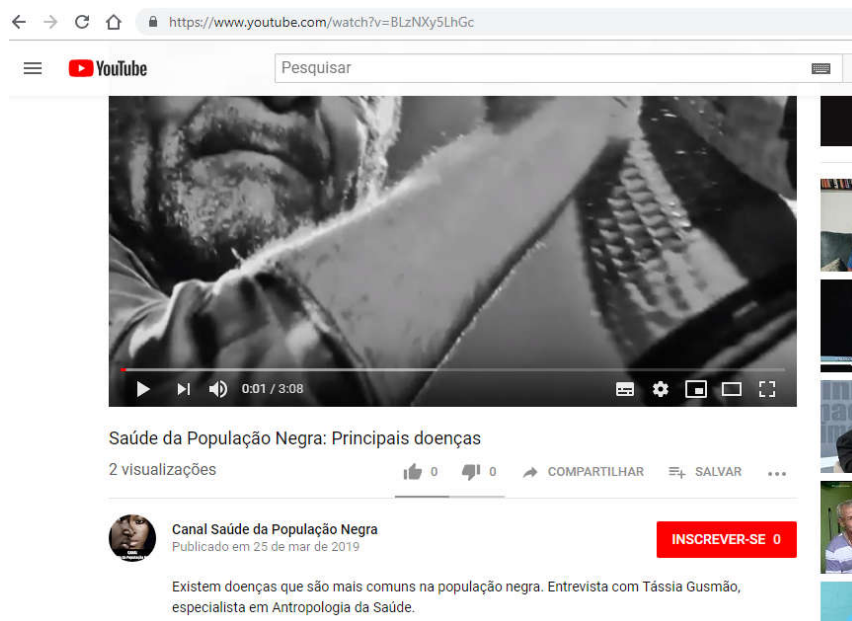 https://www.youtube.com/watch?v=BLzNXy5LhGc
YouTube
Pesquisar
0:01 / 3:08
Saúde da População Negra: Principais doenças
2 visualizações
0 0 COMPARTILHAR SALVAR
Canal Saúde da População Negra
Publicado em 25 de mar de 2019
INSCREVER-SE 0
Existem doenças que são mais comuns na população negra. Entrevista com Tássia Gusmão,
especialista em Antropologia da Saúde.